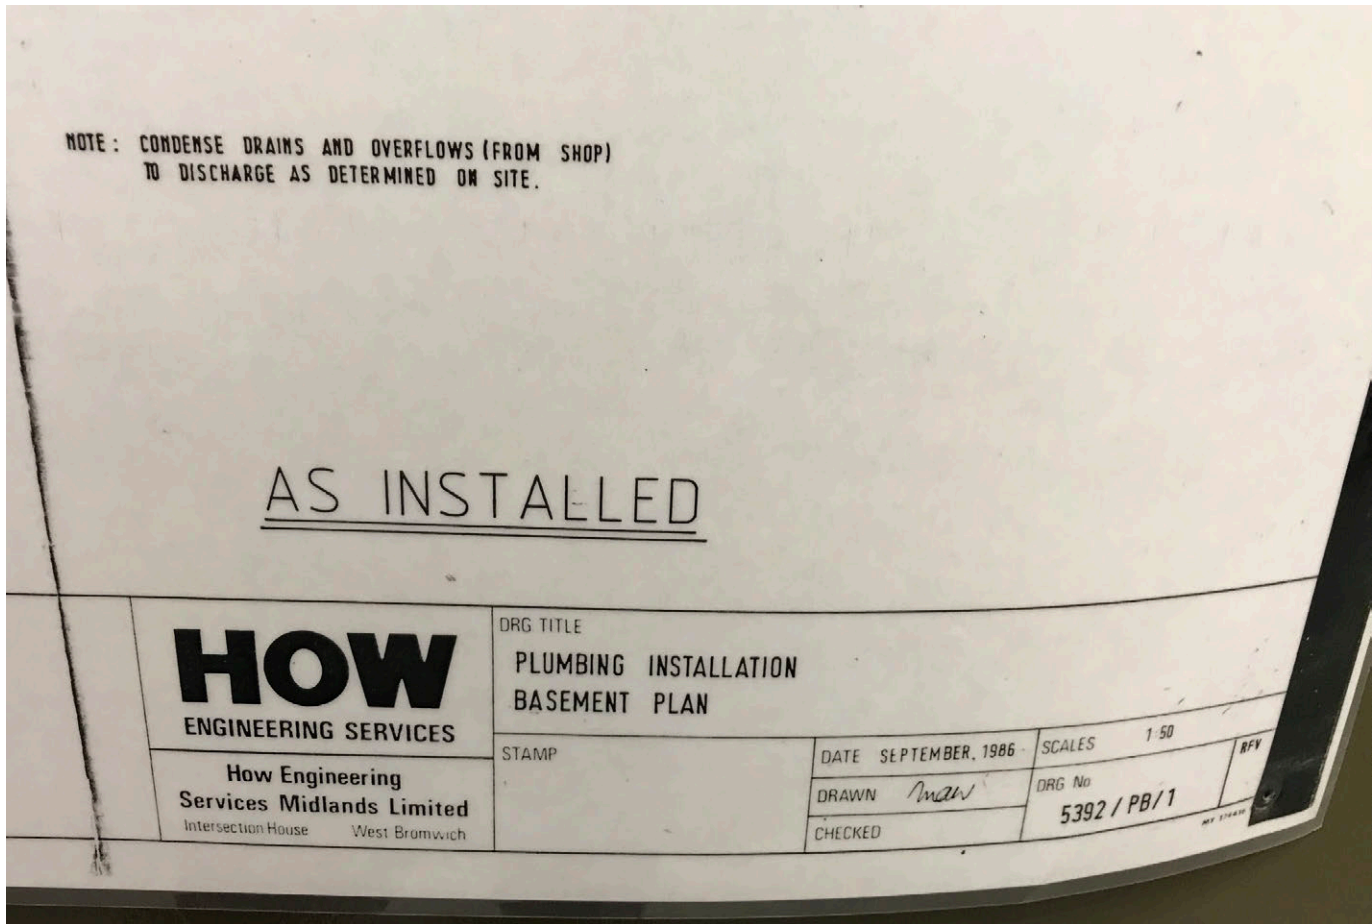 NOTE: CONDENSE DRAINS AND OVERFLOWS (FROM SHOP)
TO DISCHARGE AS DETERMINED ON SITE.
AS INSTALLED
HOW
ENGINEERING SERVICES
How Engineering
Services Midlands Limited
Intersection House West Bromwich
DRG TITLE
PLUMBING INSTALLATION
BASEMENT PLAN
STAMP
DATE SEPTEMBER, 1986
SCALES 1:50
DRAWN
CHECKED
DRG No
5392 / PB/1
REV